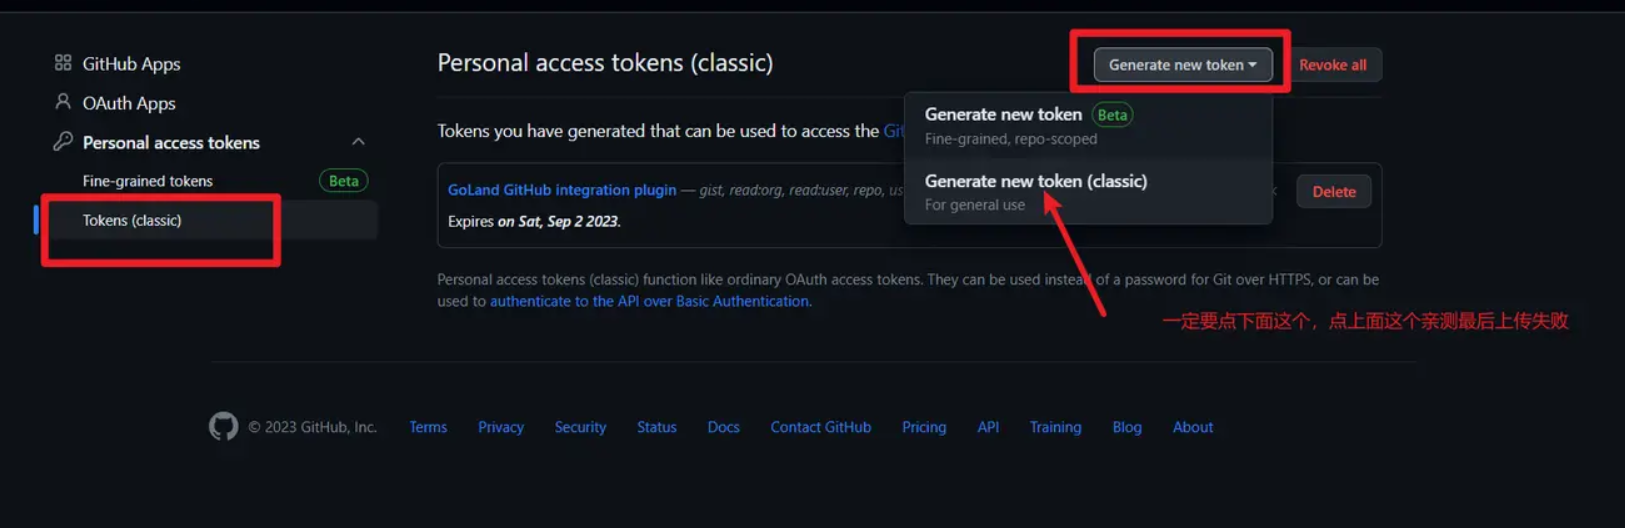 GitHub Apps
OAuth Apps
Personal access tokens
Fine-grained tokens Beta
Tokens (classic)
Personal access tokens (classic)
Generate new token
Revoke all
Generate new token Beta
Fine-grained, repo-scoped
Generate new token (classic)
For general use
Tokens you have generated that can be used to access the
GoLand GitHub integration plugin — gist, read:org, read:user, repo,
Delete
Expires on Sat, Sep 2 2023.
Personal access tokens (classic) function like ordinary OAuth access tokens. They can be used instead of a password for Git over HTTPS, or can be
used to authenticate to the API over Basic Authentication.
一定要点下面这个，点上面这个亲测最后上传失败
© 2023 GitHub, Inc. Terms Privacy Security Status Docs Contact GitHub Pricing API Training Blog About